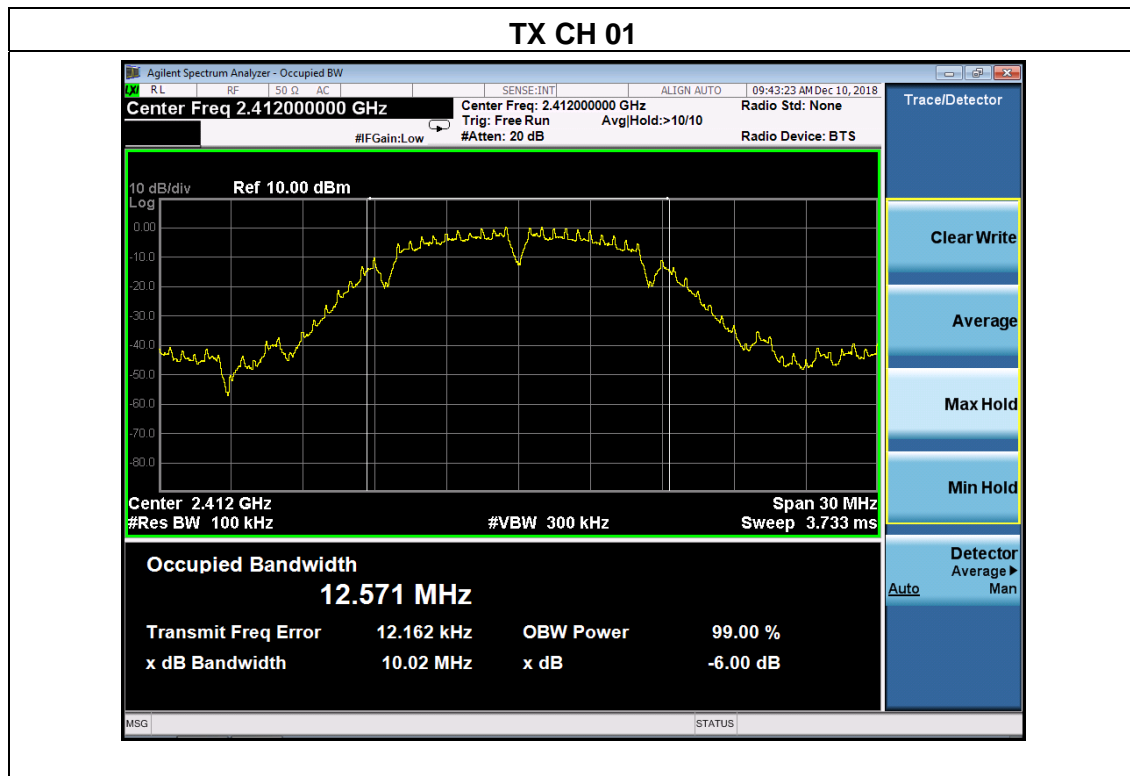 TX CH 01
Agilent Spectrum Analyzer - Occupied BW
LXI RL RF 50 Ω AC SENSE:INT ALIGN AUTO 09:43:23 AM Dec 10, 2018
Center Freq 2.412000000 GHz
Center Freq: 2.412000000 GHz Radio Std: None
Trig: Free Run Avg|Hold:>10/10
#IFGain:Low #Atten: 20 dB Radio Device: BTS
10 dB/div Ref 10.00 dBm
Log
0.00
-10.0
-20.0
-30.0
-40.0
-50.0
-60.0
-70.0
-80.0
Center 2.412 GHz Span 30 MHz
#Res BW 100 kHz #VBW 300 kHz Sweep 3.733 ms
Occupied Bandwidth
12.571 MHz
Transmit Freq Error 12.162 kHz OBW Power 99.00 %
x dB Bandwidth 10.02 MHz x dB -6.00 dB
MSG STATUS
Trace/Detector
Clear Write
Average
Max Hold
Min Hold
Detector
Average▶
Auto Man